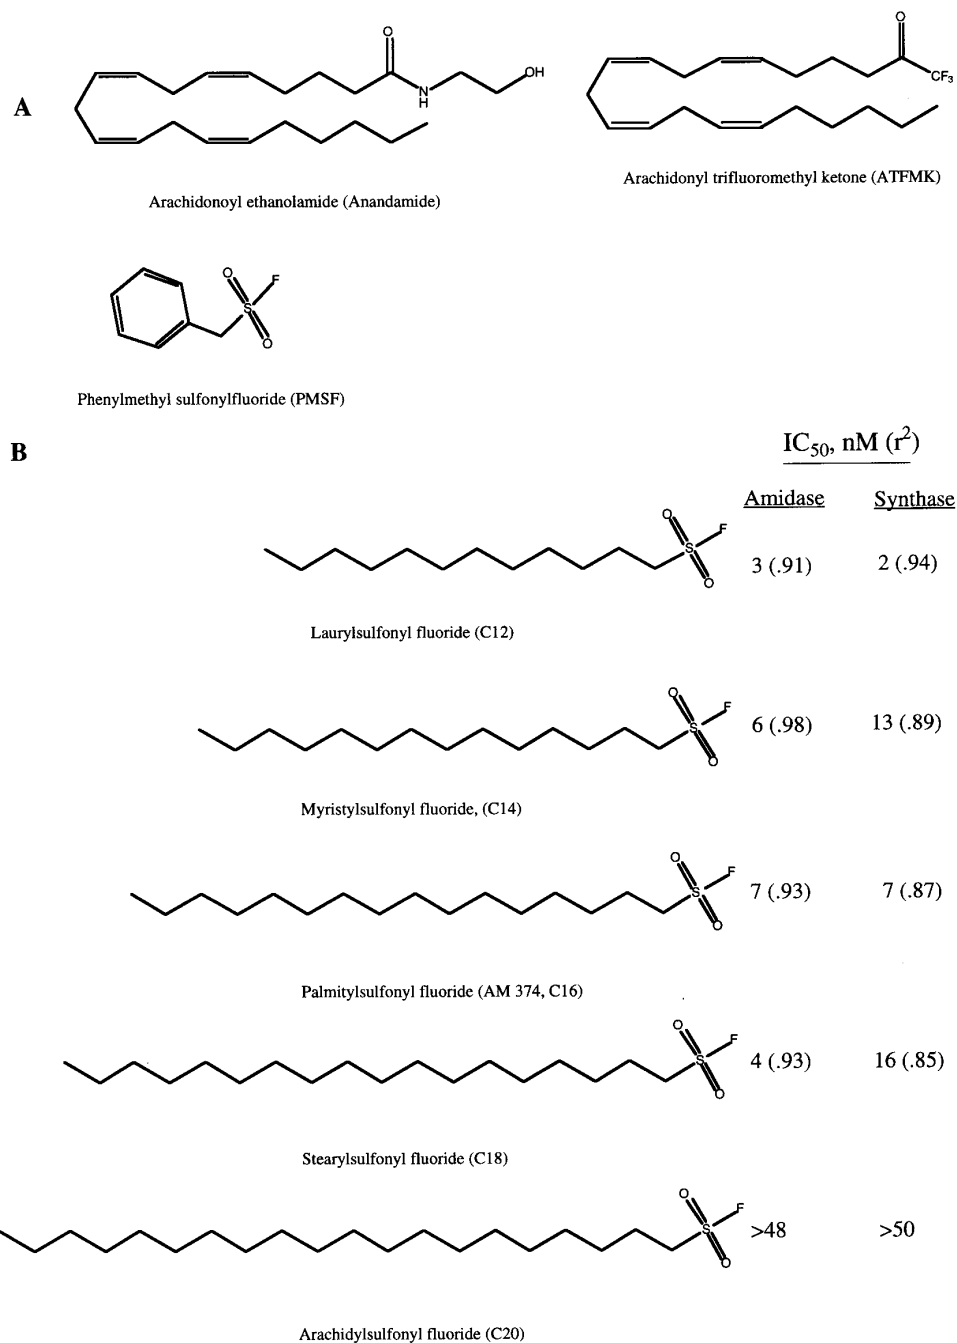 A
O
N
H
OH
O
CF3
Arachidonoyl ethanolamide (Anandamide)
Arachidonyl trifluoromethyl ketone (ATFMK)
O
F
S
O
Phenylmethyl sulfonylfluoride (PMSF)
B
IC50, nM (r2)
Amidase Synthase
O
F
S
O
3 (.91) 2 (.94)
Laurylsulfonyl fluoride (C12)
O
F
S
O
6 (.98) 13 (.89)
Myristylsulfonyl fluoride, (C14)
O
F
S
O
7 (.93) 7 (.87)
Palmitylsulfonyl fluoride (AM 374, C16)
O
F
S
O
4 (.93) 16 (.85)
Stearylsulfonyl fluoride (C18)
O
F
S
O
>48 >50
Arachidylsulfonyl fluoride (C20)